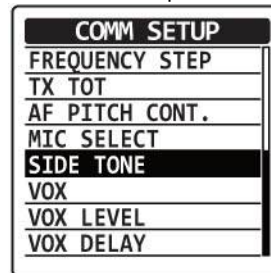 COMM SETUP
FREQUENCY STEP
TX TOT
AF PITCH CONT.
MIC SELECT
SIDE TONE
VOX
VOX LEVEL
VOX DELAY